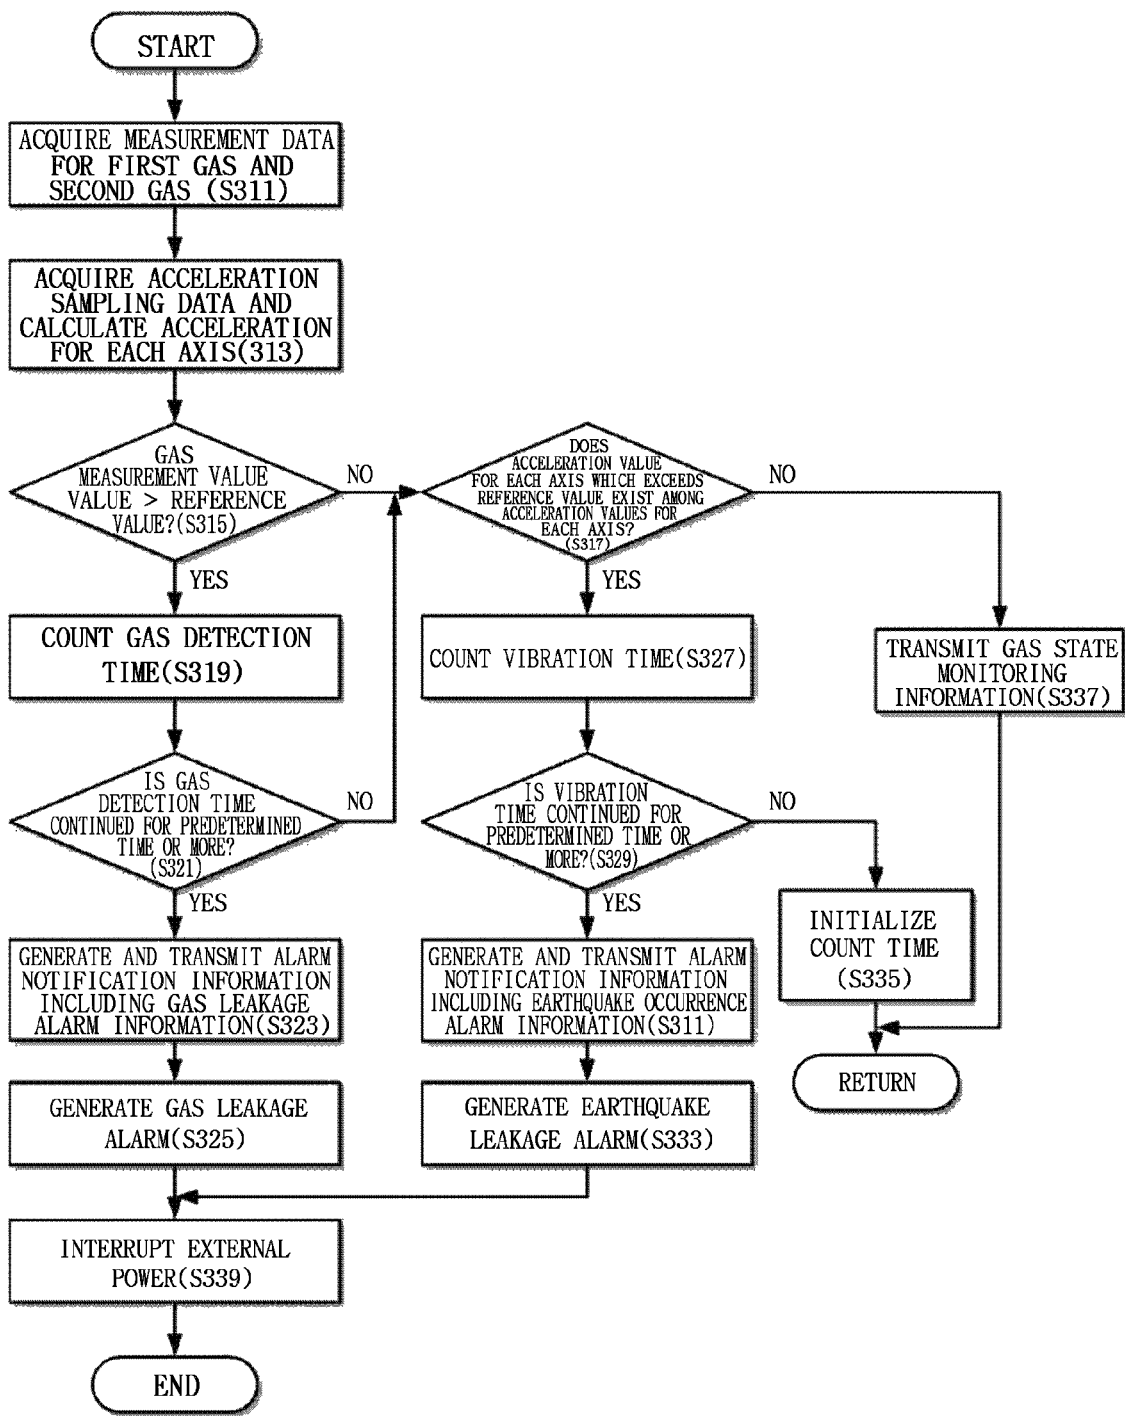 START
ACQUIRE MEASUREMENT DATA
FOR FIRST GAS AND
SECOND GAS (S311)
ACQUIRE ACCELERATION
SAMPLING DATA AND
CALCULATE ACCELERATION
FOR EACH AXIS(313)
GAS
MEASUREMENT VALUE
VALUE > REFERENCE
VALUE?(S315)
NO
YES
DOES
ACCELERATION VALUE
FOR EACH AXIS WHICH EXCEEDS
REFERENCE VALUE EXIST AMONG
ACCELERATION VALUES FOR
EACH AXIS?
(S317)
NO
YES
COUNT GAS DETECTION
TIME(S319)
COUNT VIBRATION TIME(S327)
TRANSMIT GAS STATE
MONITORING
INFORMATION(S337)
IS GAS
DETECTION TIME
CONTINUED FOR PREDETERMINED
TIME OR MORE?
(S321)
NO
YES
IS VIBRATION
TIME CONTINUED FOR
PREDETERMINED TIME OR
MORE?(S329)
NO
YES
INITIALIZE
COUNT TIME
(S335)
GENERATE AND TRANSMIT ALARM
NOTIFICATION INFORMATION
INCLUDING GAS LEAKAGE
ALARM INFORMATION(S323)
GENERATE AND TRANSMIT ALARM
NOTIFICATION INFORMATION
INCLUDING EARTHQUAKE OCCURRENCE
ALARM INFORMATION(S311)
RETURN
GENERATE GAS LEAKAGE
ALARM(S325)
GENERATE EARTHQUAKE
LEAKAGE ALARM(S333)
INTERRUPT EXTERNAL
POWER(S339)
END